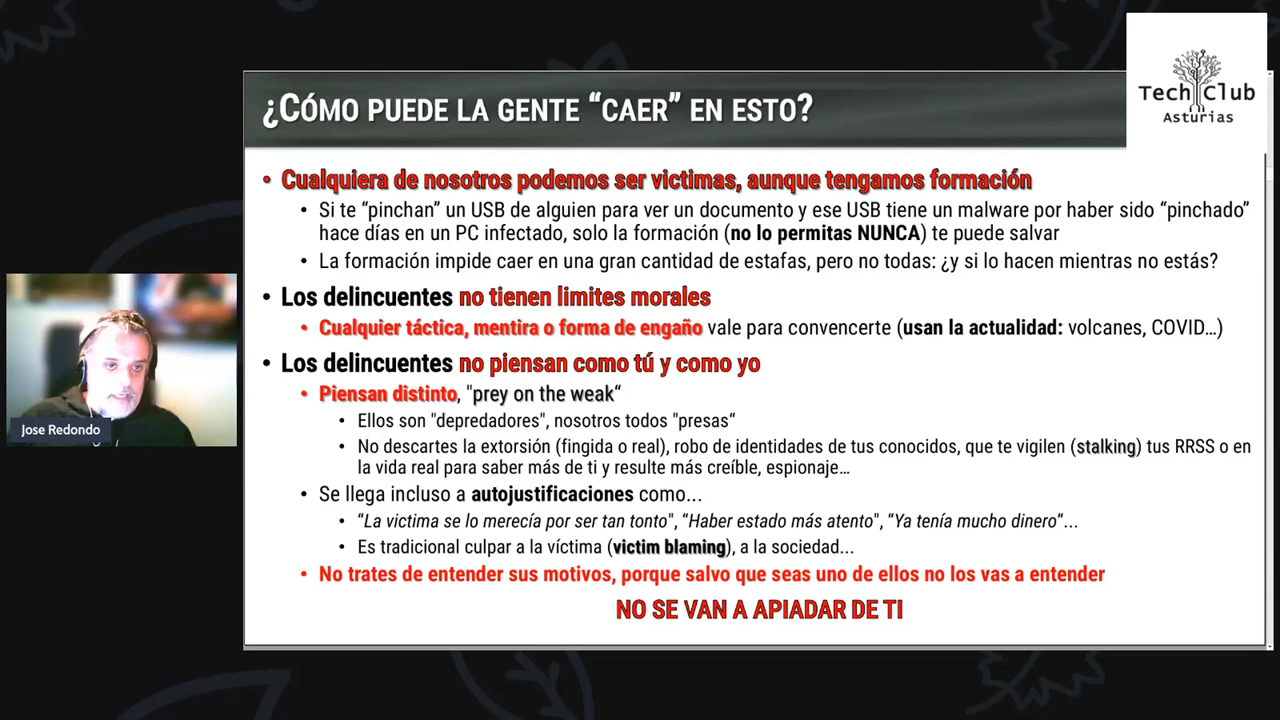 Tech Club
Asturias
¿CÓMO PUEDE LA GENTE “CAER” EN ESTO?
• Cualquiera de nosotros podemos ser victimas, aunque tengamos formación
• Si te “pinchan” un USB de alguien para ver un documento y ese USB tiene un malware por haber sido “pinchado”
hace días en un PC infectado, solo la formación (no lo permitas NUNCA) te puede salvar
• La formación impide caer en una gran cantidad de estafas, pero no todas: ¿y si lo hacen mientras no estás?
• Los delincuentes no tienen limites morales
• Cualquier táctica, mentira o forma de engaño vale para convencerte (usan la actualidad: volcanes, COVID…)
• Los delincuentes no piensan como tú y como yo
• Piensan distinto, "prey on the weak“
• Ellos son "depredadores", nosotros todos "presas“
• No descartes la extorsión (fingida o real), robo de identidades de tus conocidos, que te vigilen (stalking) tus RRSS o en
la vida real para saber más de ti y resulte más creíble, espionaje…
• Se llega incluso a autojustificaciones como…
• “La victima se lo merecía por ser tan tonto", “Haber estado más atento", “Ya tenía mucho dinero“…
• Es tradicional culpar a la víctima (victim blaming), a la sociedad…
• No trates de entender sus motivos, porque salvo que seas uno de ellos no los vas a entender
NO SE VAN A APIADAR DE TI
Jose Redondo